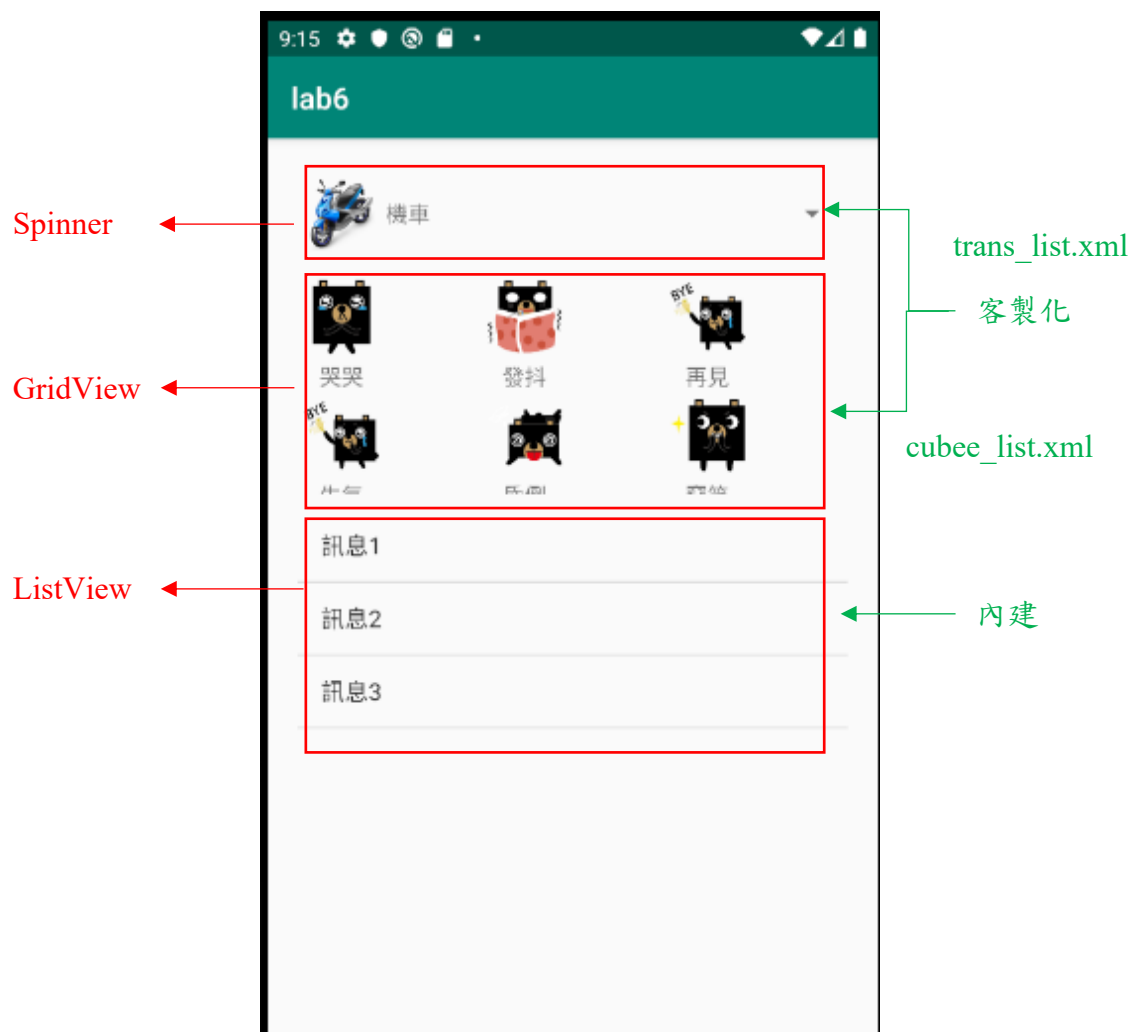 9:15
lab6
Spinner
機車
trans_list.xml
客製化
BYE
哭哭
發抖
再見
GridView
BYE
cubee_list.xml
訊息1
ListView
訊息2
內建
訊息3